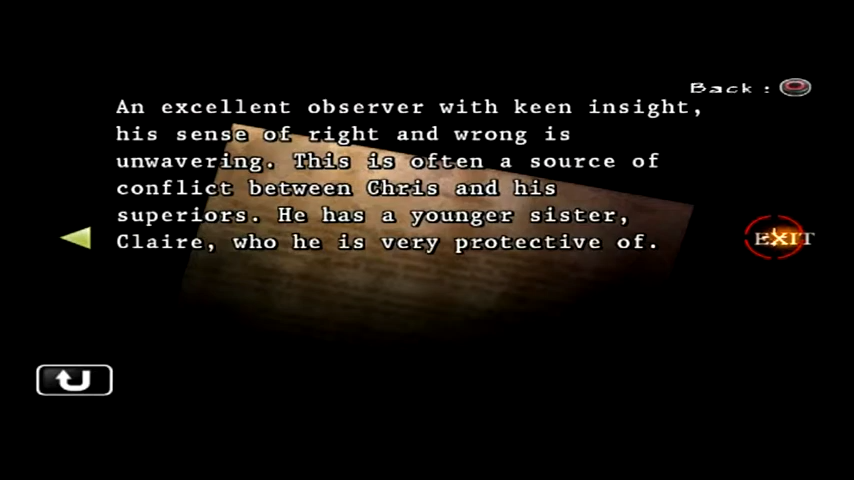 Back :
An excellent observer with keen insight,
his sense of right and wrong is
unwavering. This is often a source of
conflict between Chris and his
superiors. He has a younger sister,
Claire, who he is very protective of.
EXIT